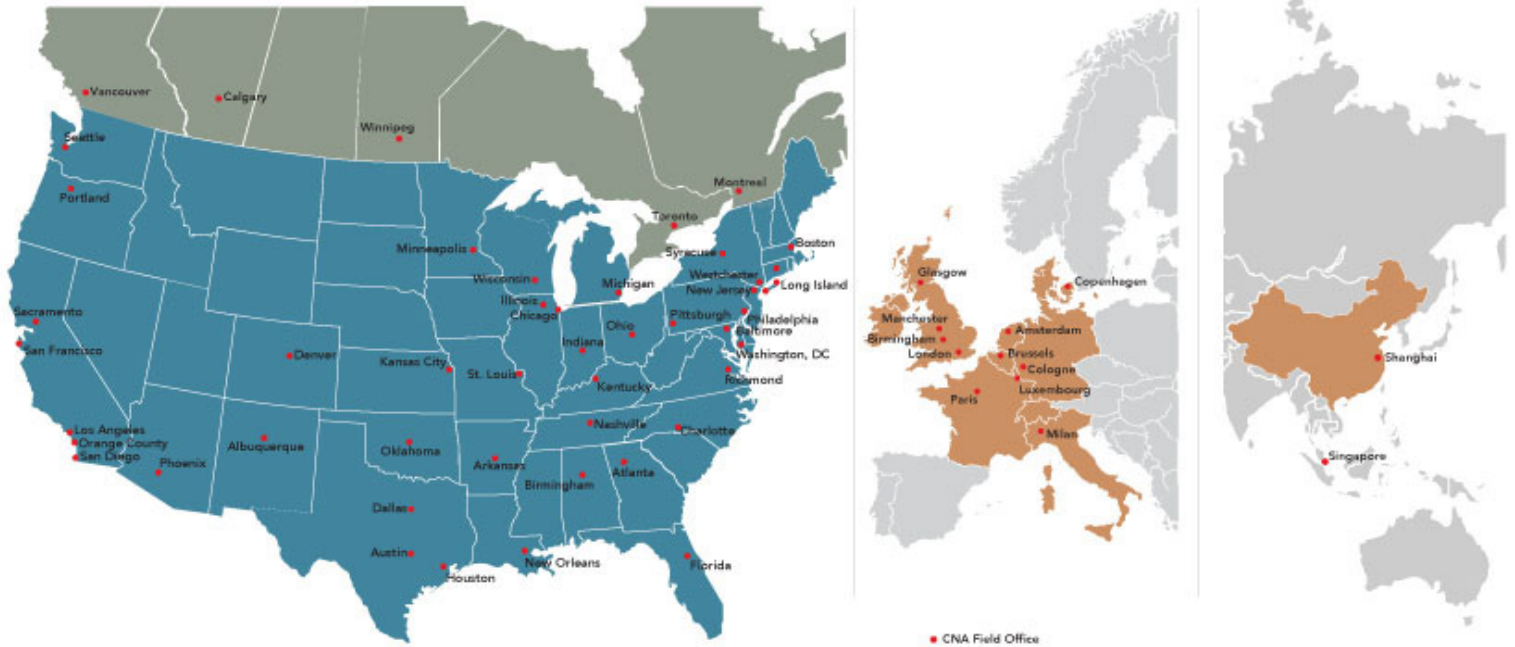 Vancouver
Calgary
Winnipeg
Seattle
Portland
Montreal
Toronto
Minneapolis
Syracuse
Boston
Wisconsin
Westchester
Michigan
New Jersey
Long Island
Illinois
Chicago
Sacramento
Pittsburgh
Philadelphia
Ohio
Baltimore
Indiana
San Francisco
Denver
Washington, DC
Kansas City
St. Louis
Kentucky
Richmond
Los Angeles
Nashville
Charlotte
Orange County
Albuquerque
Oklahoma
San Diego
Phoenix
Arkansas
Atlanta
Birmingham
Dallas
Austin
New Orleans
Florida
Houston
Glasgow
Copenhagen
Manchester
Amsterdam
Birmingham
London
Brussels
Cologne
Luxembourg
Paris
Milan
Shanghai
Singapore
CNA Field Office